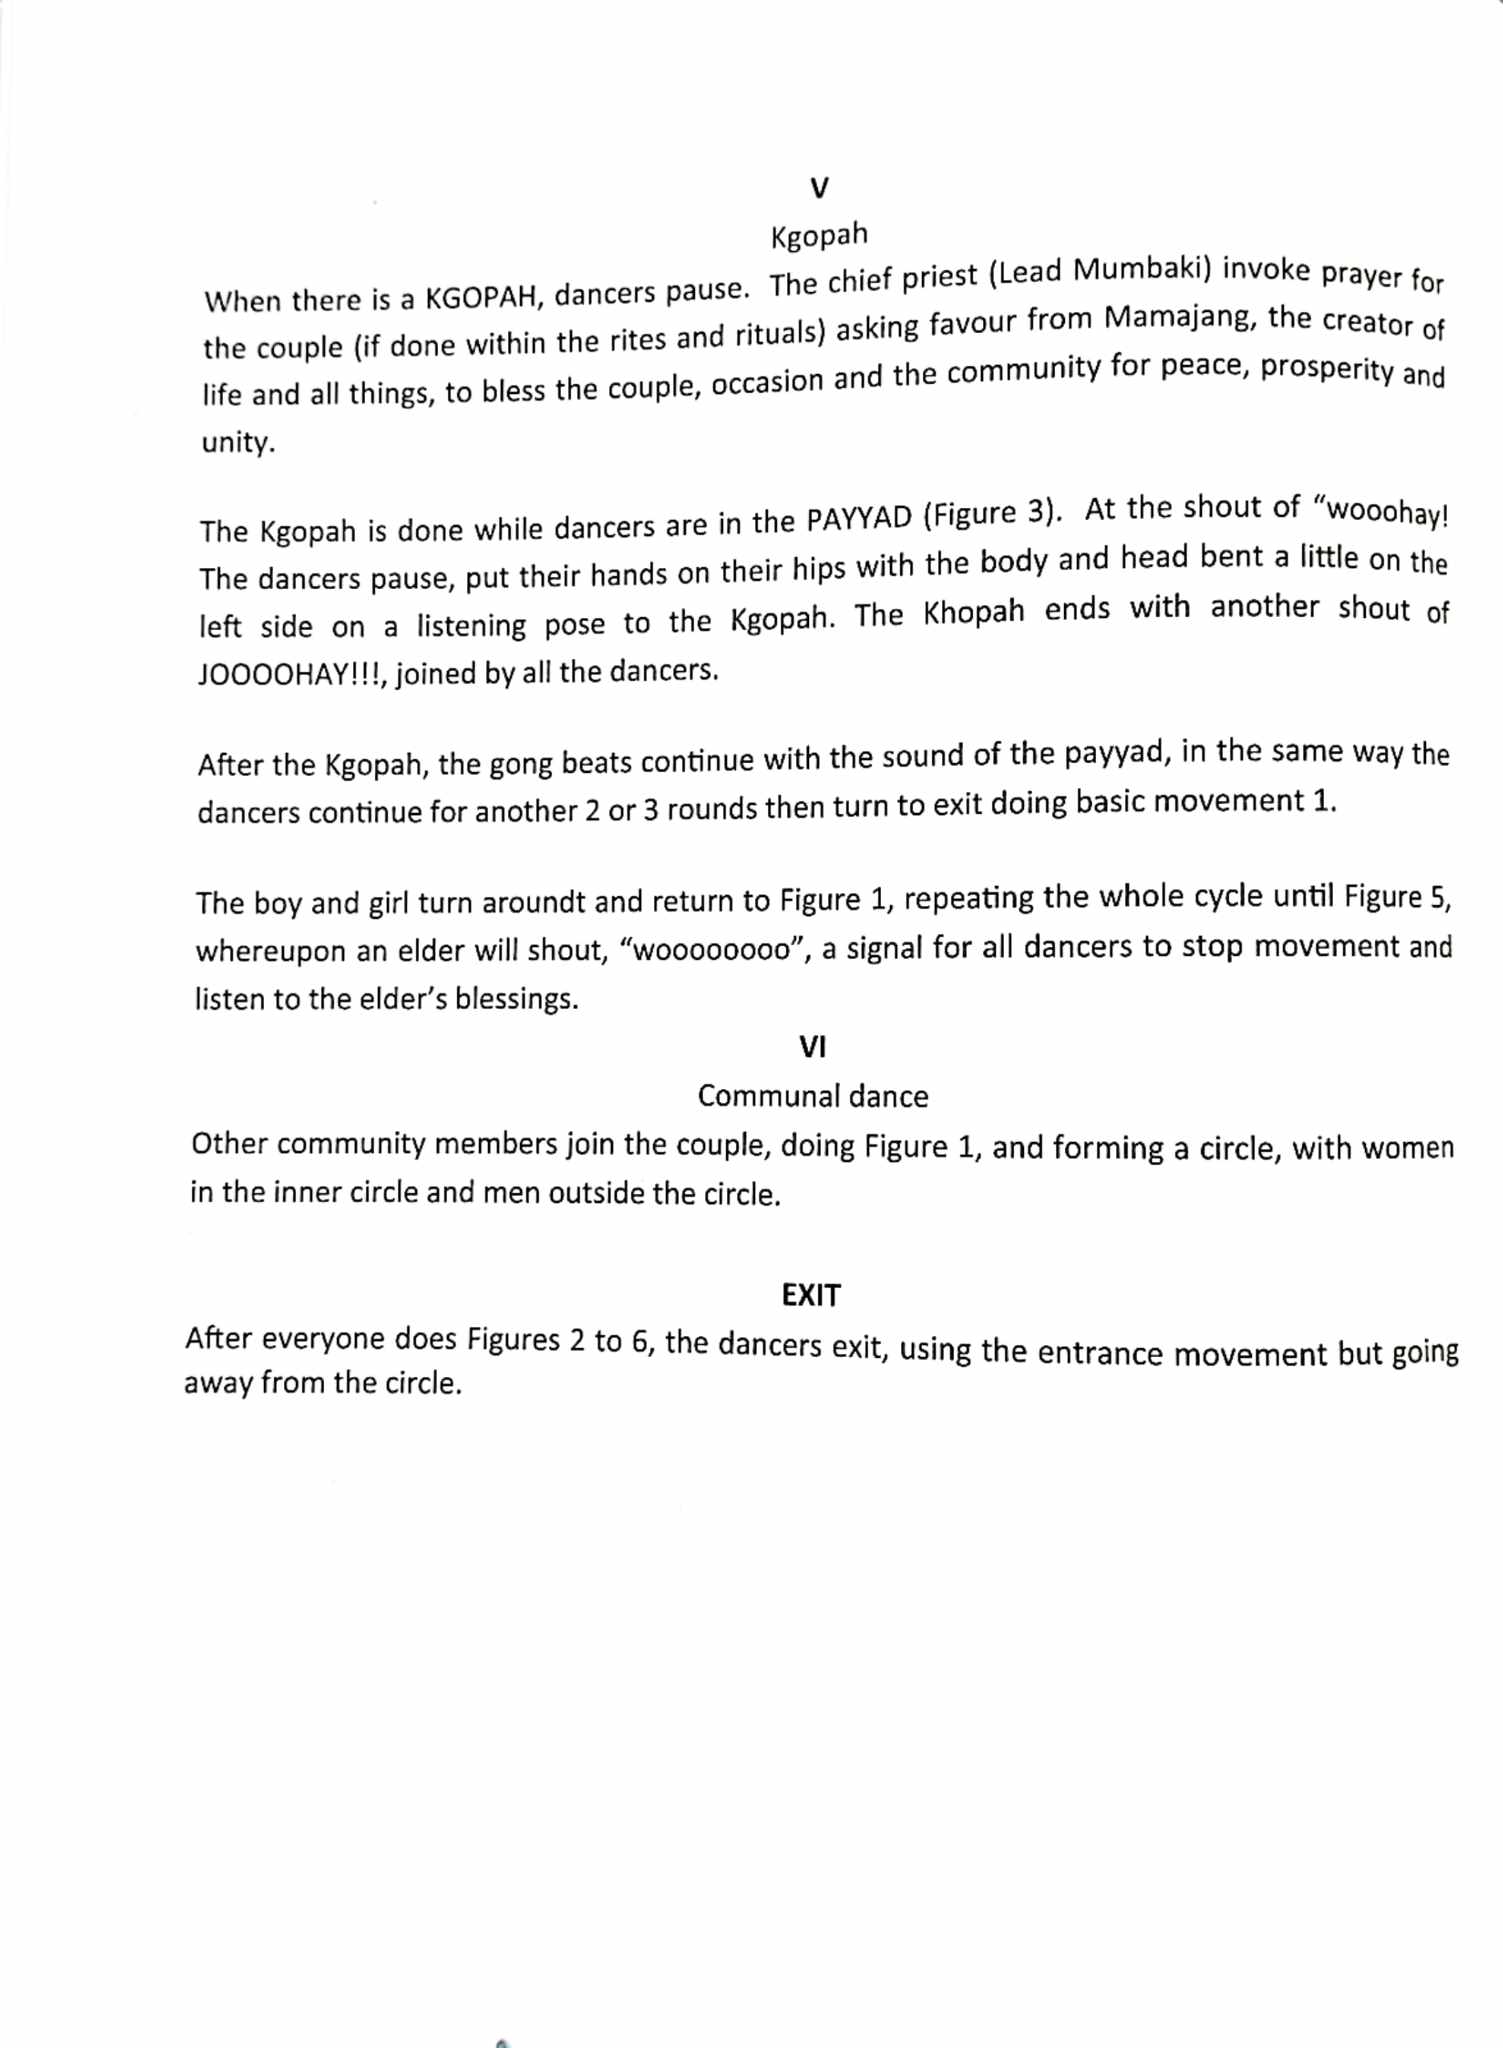 V
Kgopah
When there is a KGOPAH, dancers pause. The chief priest (Lead Mumbaki) invoke prayer for
the couple (if done within the rites and rituals) asking favour from Mamajang, the creator of
life and all things, to bless the couple, occasion and the community for peace, prosperity and
unity.
The Kgopah is done while dancers are in the PAYYAD (Figure 3). At the shout of “wooohay!
The dancers pause, put their hands on their hips with the body and head bent a little on the
left side on a listening pose to the Kgopah. The Khopah ends with another shout of
JOOOOHAY!!!, joined by all the dancers.
After the Kgopah, the gong beats continue with the sound of the payyad, in the same way the
dancers continue for another 2 or 3 rounds then turn to exit doing basic movement 1.
The boy and girl turn aroundt and return to Figure 1, repeating the whole cycle until Figure 5,
whereupon an elder will shout, “woooooooo”, a signal for all dancers to stop movement and
listen to the elder’s blessings.
VI
Communal dance
Other community members join the couple, doing Figure 1, and forming a circle, with women
in the inner circle and men outside the circle.
EXIT
After everyone does Figures 2 to 6, the dancers exit, using the entrance movement but going
away from the circle.